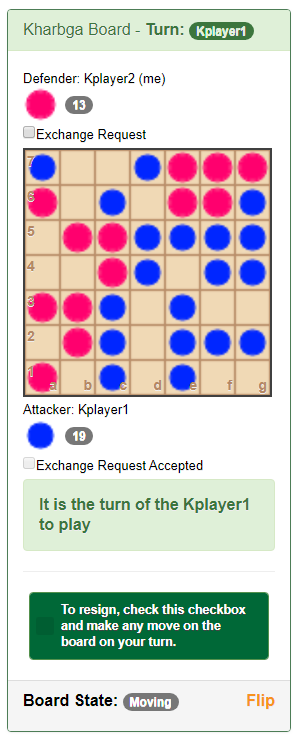 Kharbga Board - Turn: Kplayer1
Defender: Kplayer2 (me)
13
Exchange Request
7
6
5
4
3
2
1 a b c d e f g
Attacker: Kplayer1
19
Exchange Request Accepted
It is the turn of the Kplayer1
to play
To resign, check this checkbox
and make any move on the
board on your turn.
Board State: Moving Flip